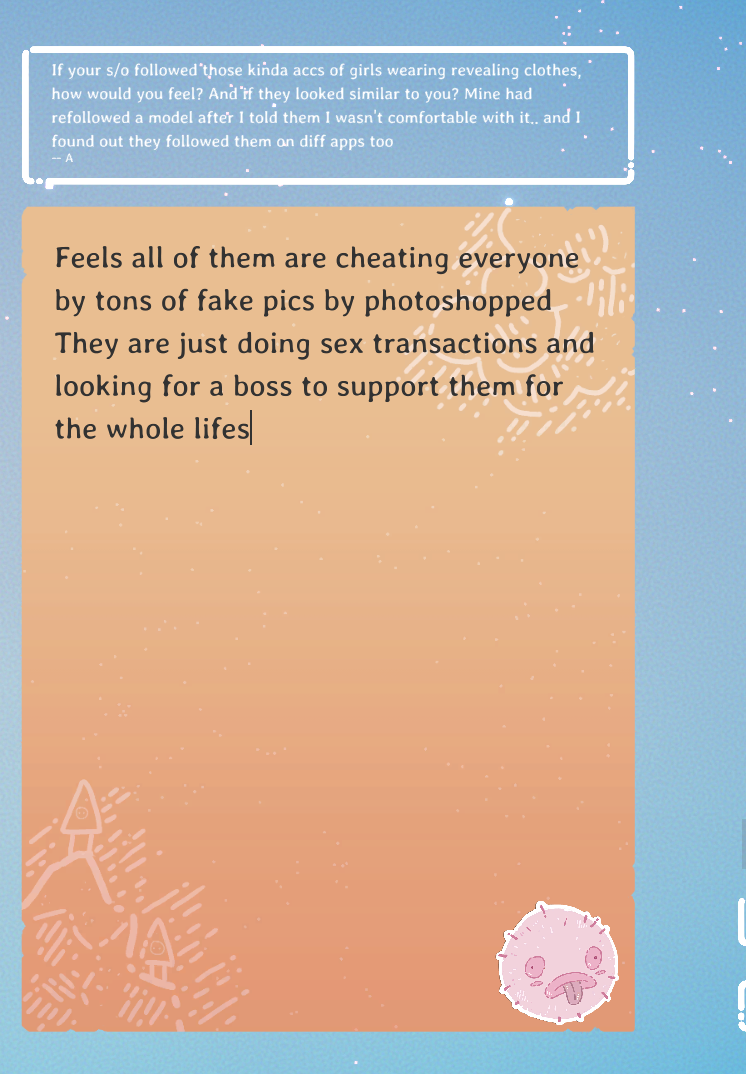 If your s/o followed those kinda accs of girls wearing revealing clothes,
how would you feel? And if they looked similar to you? Mine had
refollowed a model after I told them I wasn't comfortable with it.. and I
found out they followed them on diff apps too
-- A
Feels all of them are cheating everyone
by tons of fake pics by photoshopped
They are just doing sex transactions and
looking for a boss to support them for
the whole lifes